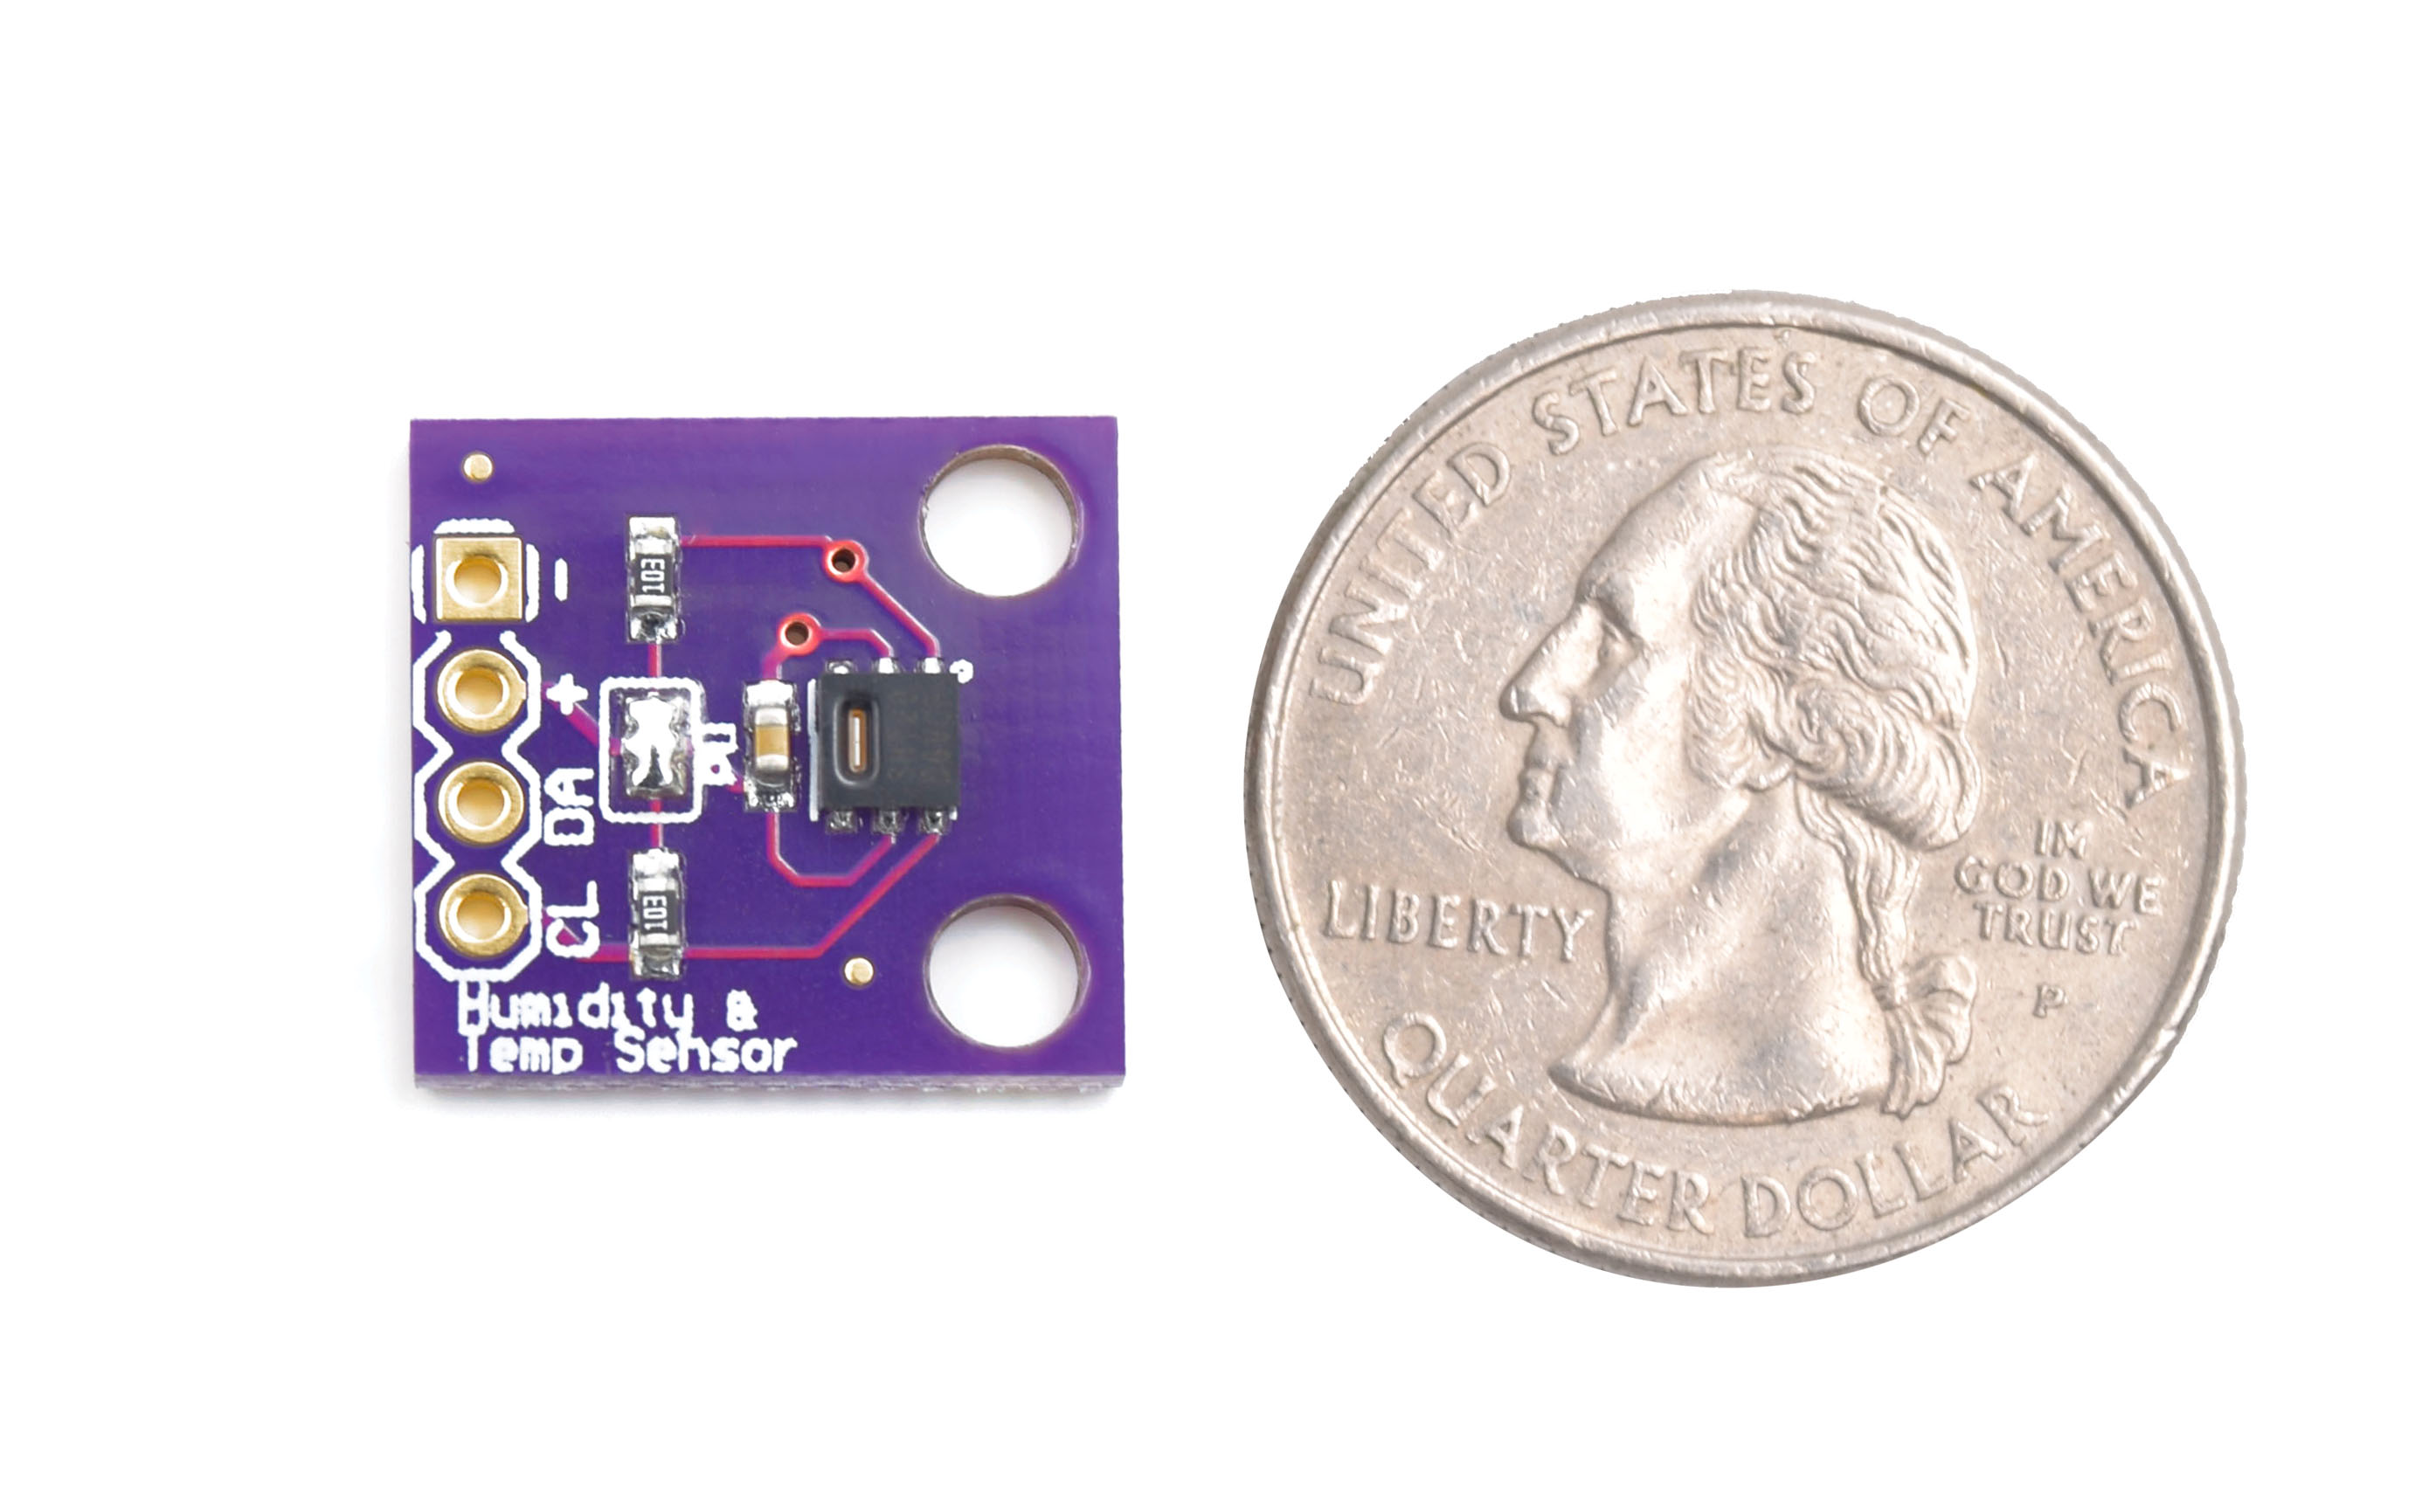 -
+
DA
CL
103
103
Humidity &
Temp Sensor
UNITED STATES OF AMERICA
LIBERTY
IN
GOD WE
TRUST
P
QUARTER DOLLAR